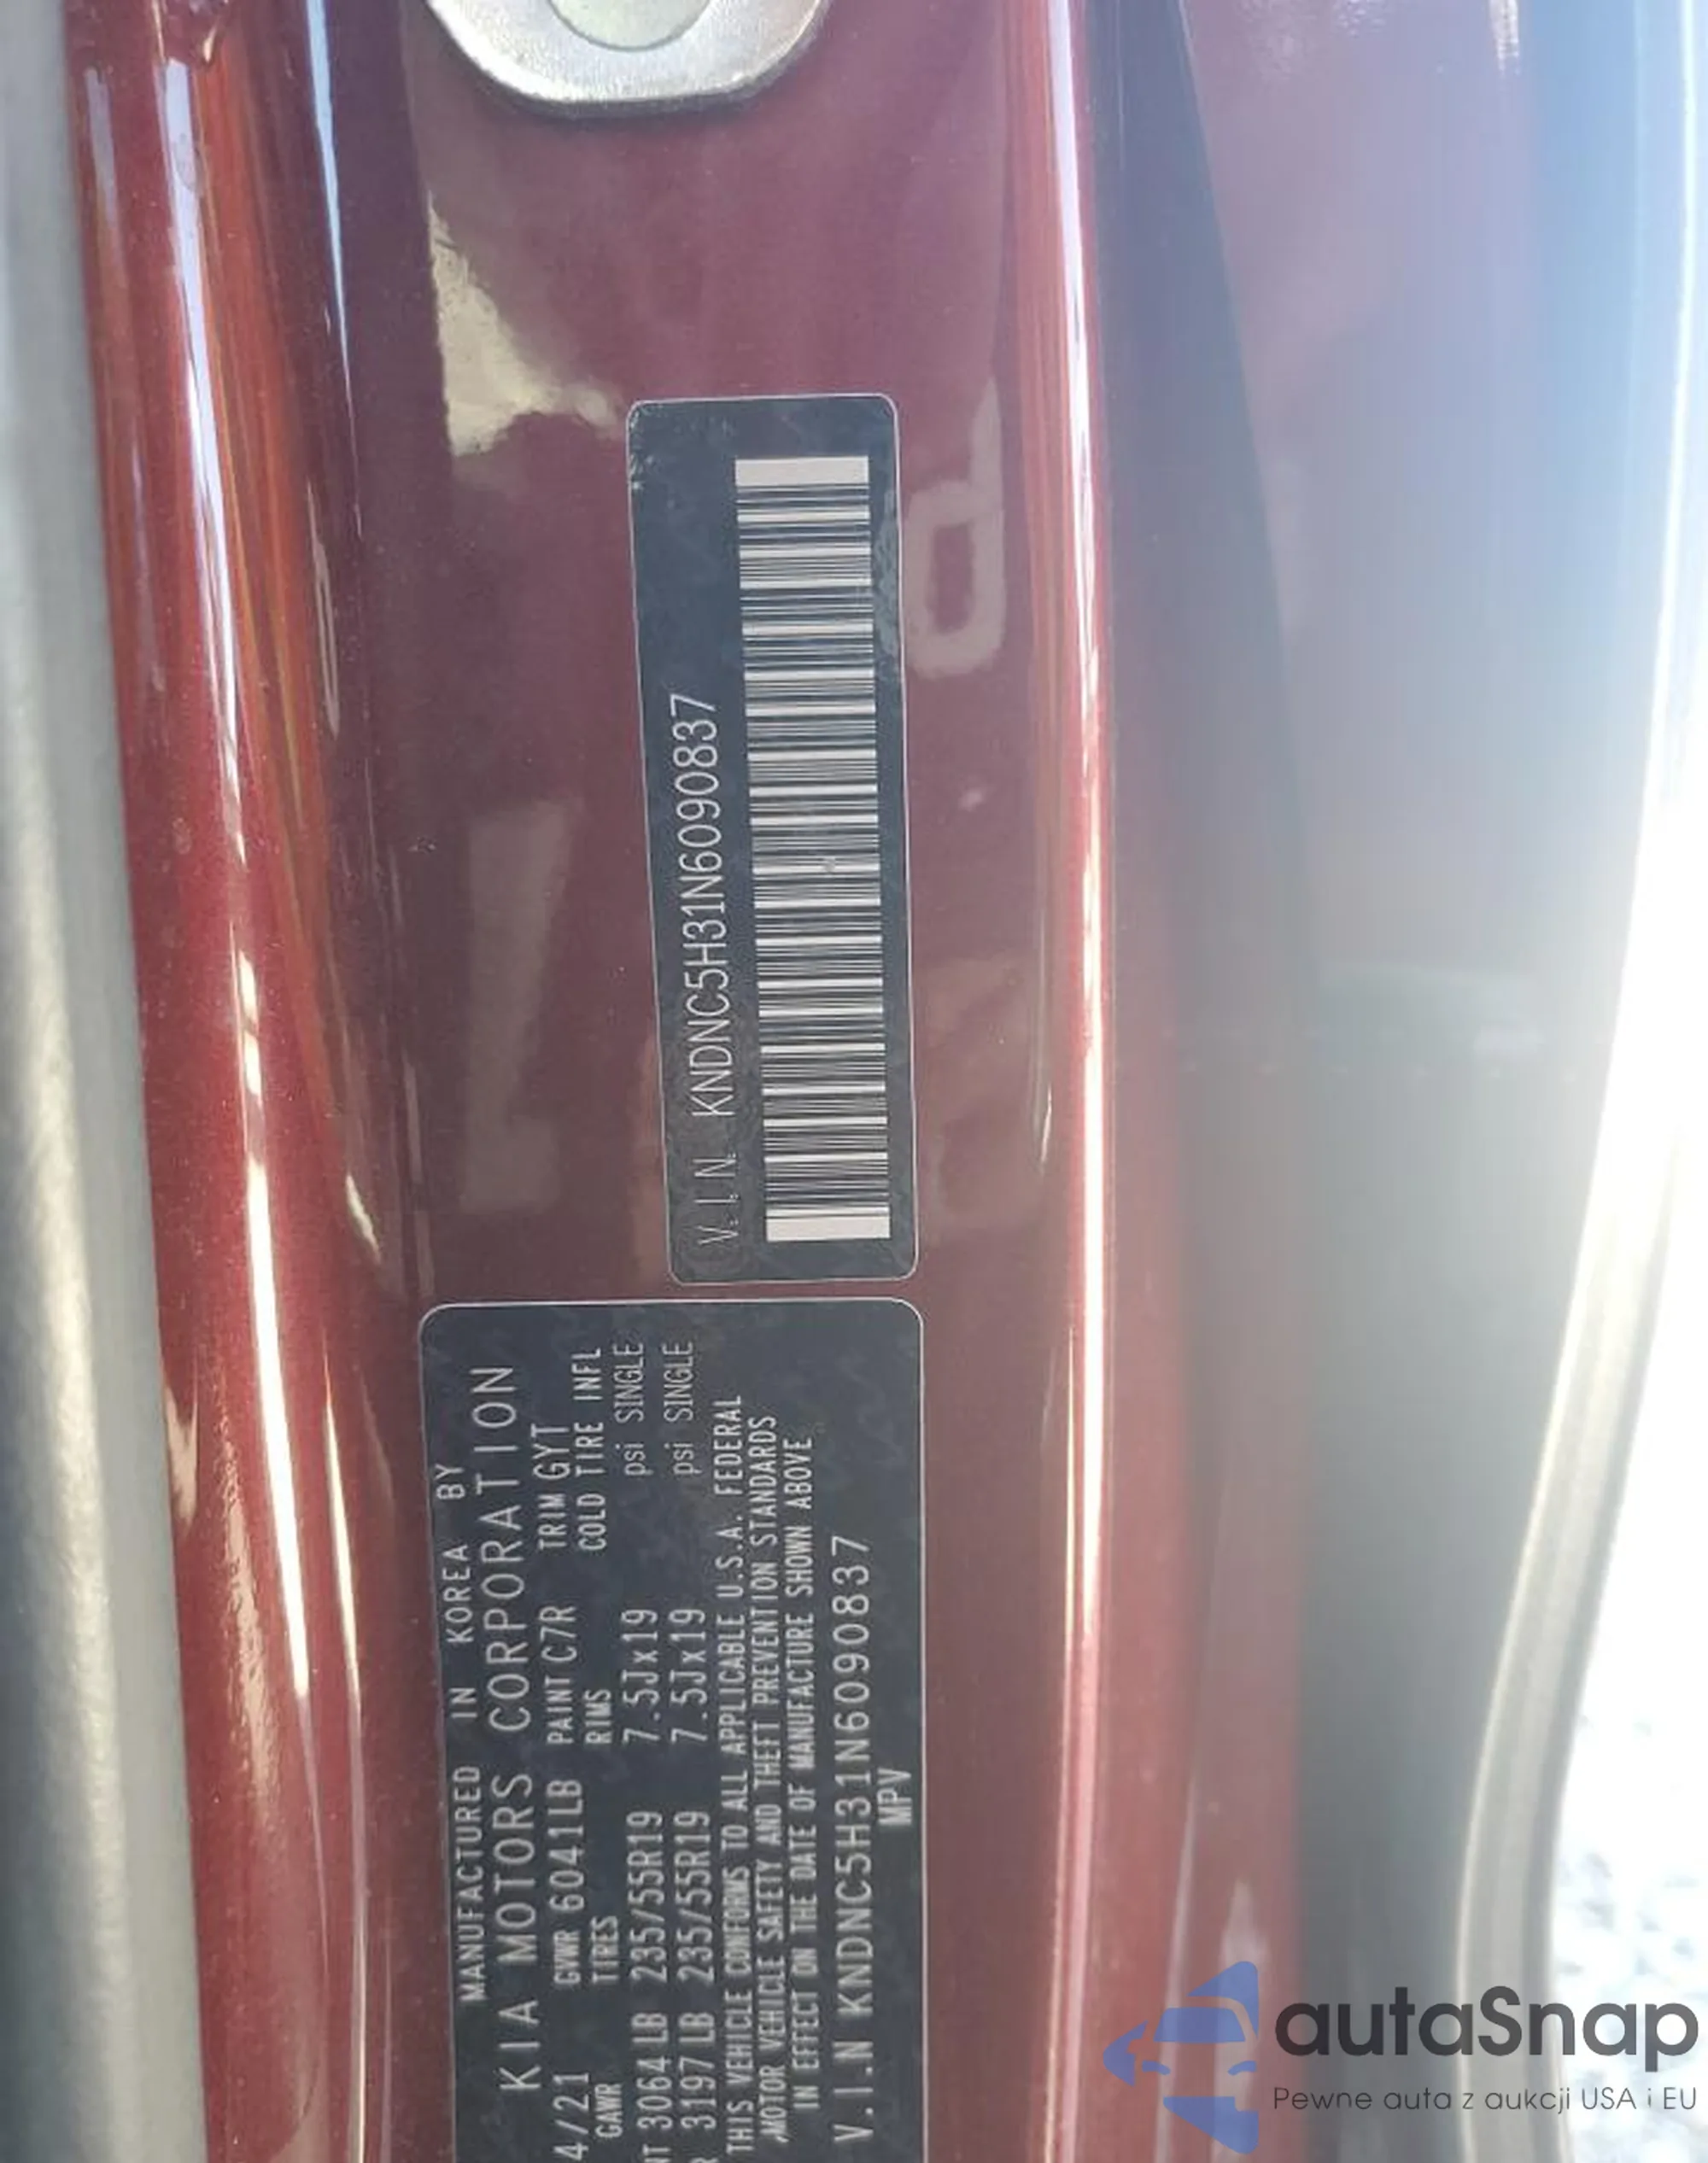 V.I.N KNDNC5H31N6090837
MANUFACTURED IN KOREA BY
KIA MOTORS CORPORATION
4/21 GVWR 6041LB PAINT C7R TRIM GYT
GAWR TIRES RIMS COLD TIRE INFL
NT 3064LB 235/55R19 7.5Jx19 psi SINGLE
R 3197LB 235/55R19 7.5Jx19 psi SINGLE
THIS VEHICLE CONFORMS TO ALL APPLICABLE U.S.A. FEDERAL
MOTOR VEHICLE SAFETY AND THEFT PREVENTION STANDARDS
IN EFFECT ON THE DATE OF MANUFACTURE SHOWN ABOVE
V.I.N KNDNC5H31N6090837
MPV
autaSnap
Pewne auta z aukcji USA i EU